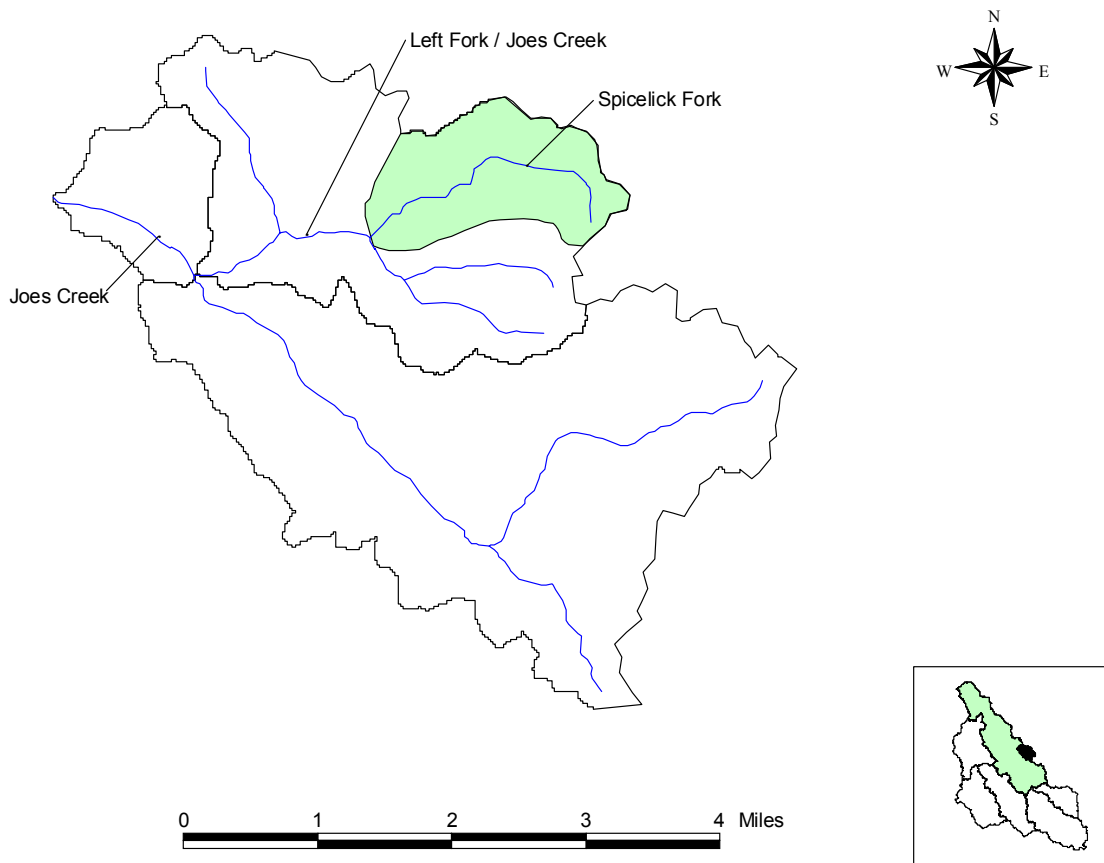 Left Fork / Joes Creek
N
W
E
S
Spicelick Fork
Joes Creek
0 1 2 3 4 Miles